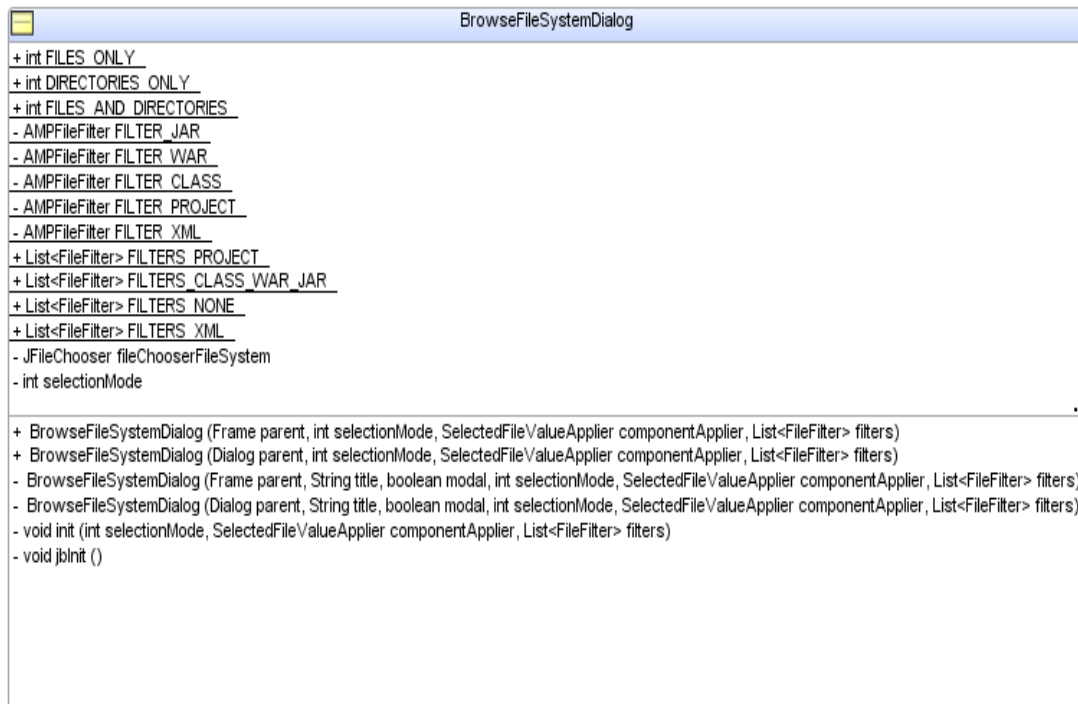 BrowseFileSystemDialog
+ int FILES_ONLY
+ int DIRECTORIES_ONLY
+ int FILES_AND_DIRECTORIES
- AMPFileFilter FILTER_JAR
- AMPFileFilter FILTER_WAR
- AMPFileFilter FILTER_CLASS
- AMPFileFilter FILTER_PROJECT
- AMPFileFilter FILTER_XML
+ List<FileFilter> FILTERS_PROJECT
+ List<FileFilter> FILTERS_CLASS_WAR_JAR
+ List<FileFilter> FILTERS_NONE
+ List<FileFilter> FILTERS_XML
- JFileChooser fileChooserFileSystem
- int selectionMode
+ BrowseFileSystemDialog (Frame parent, int selectionMode, SelectedFileValueApplier componentApplier, List<FileFilter> filters)
+ BrowseFileSystemDialog (Dialog parent, int selectionMode, SelectedFileValueApplier componentApplier, List<FileFilter> filters)
- BrowseFileSystemDialog (Frame parent, String title, boolean modal, int selectionMode, SelectedFileValueApplier componentApplier, List<FileFilter> filters)
- BrowseFileSystemDialog (Dialog parent, String title, boolean modal, int selectionMode, SelectedFileValueApplier componentApplier, List<FileFilter> filters)
- void init (int selectionMode, SelectedFileValueApplier componentApplier, List<FileFilter> filters)
- void jbInit ()